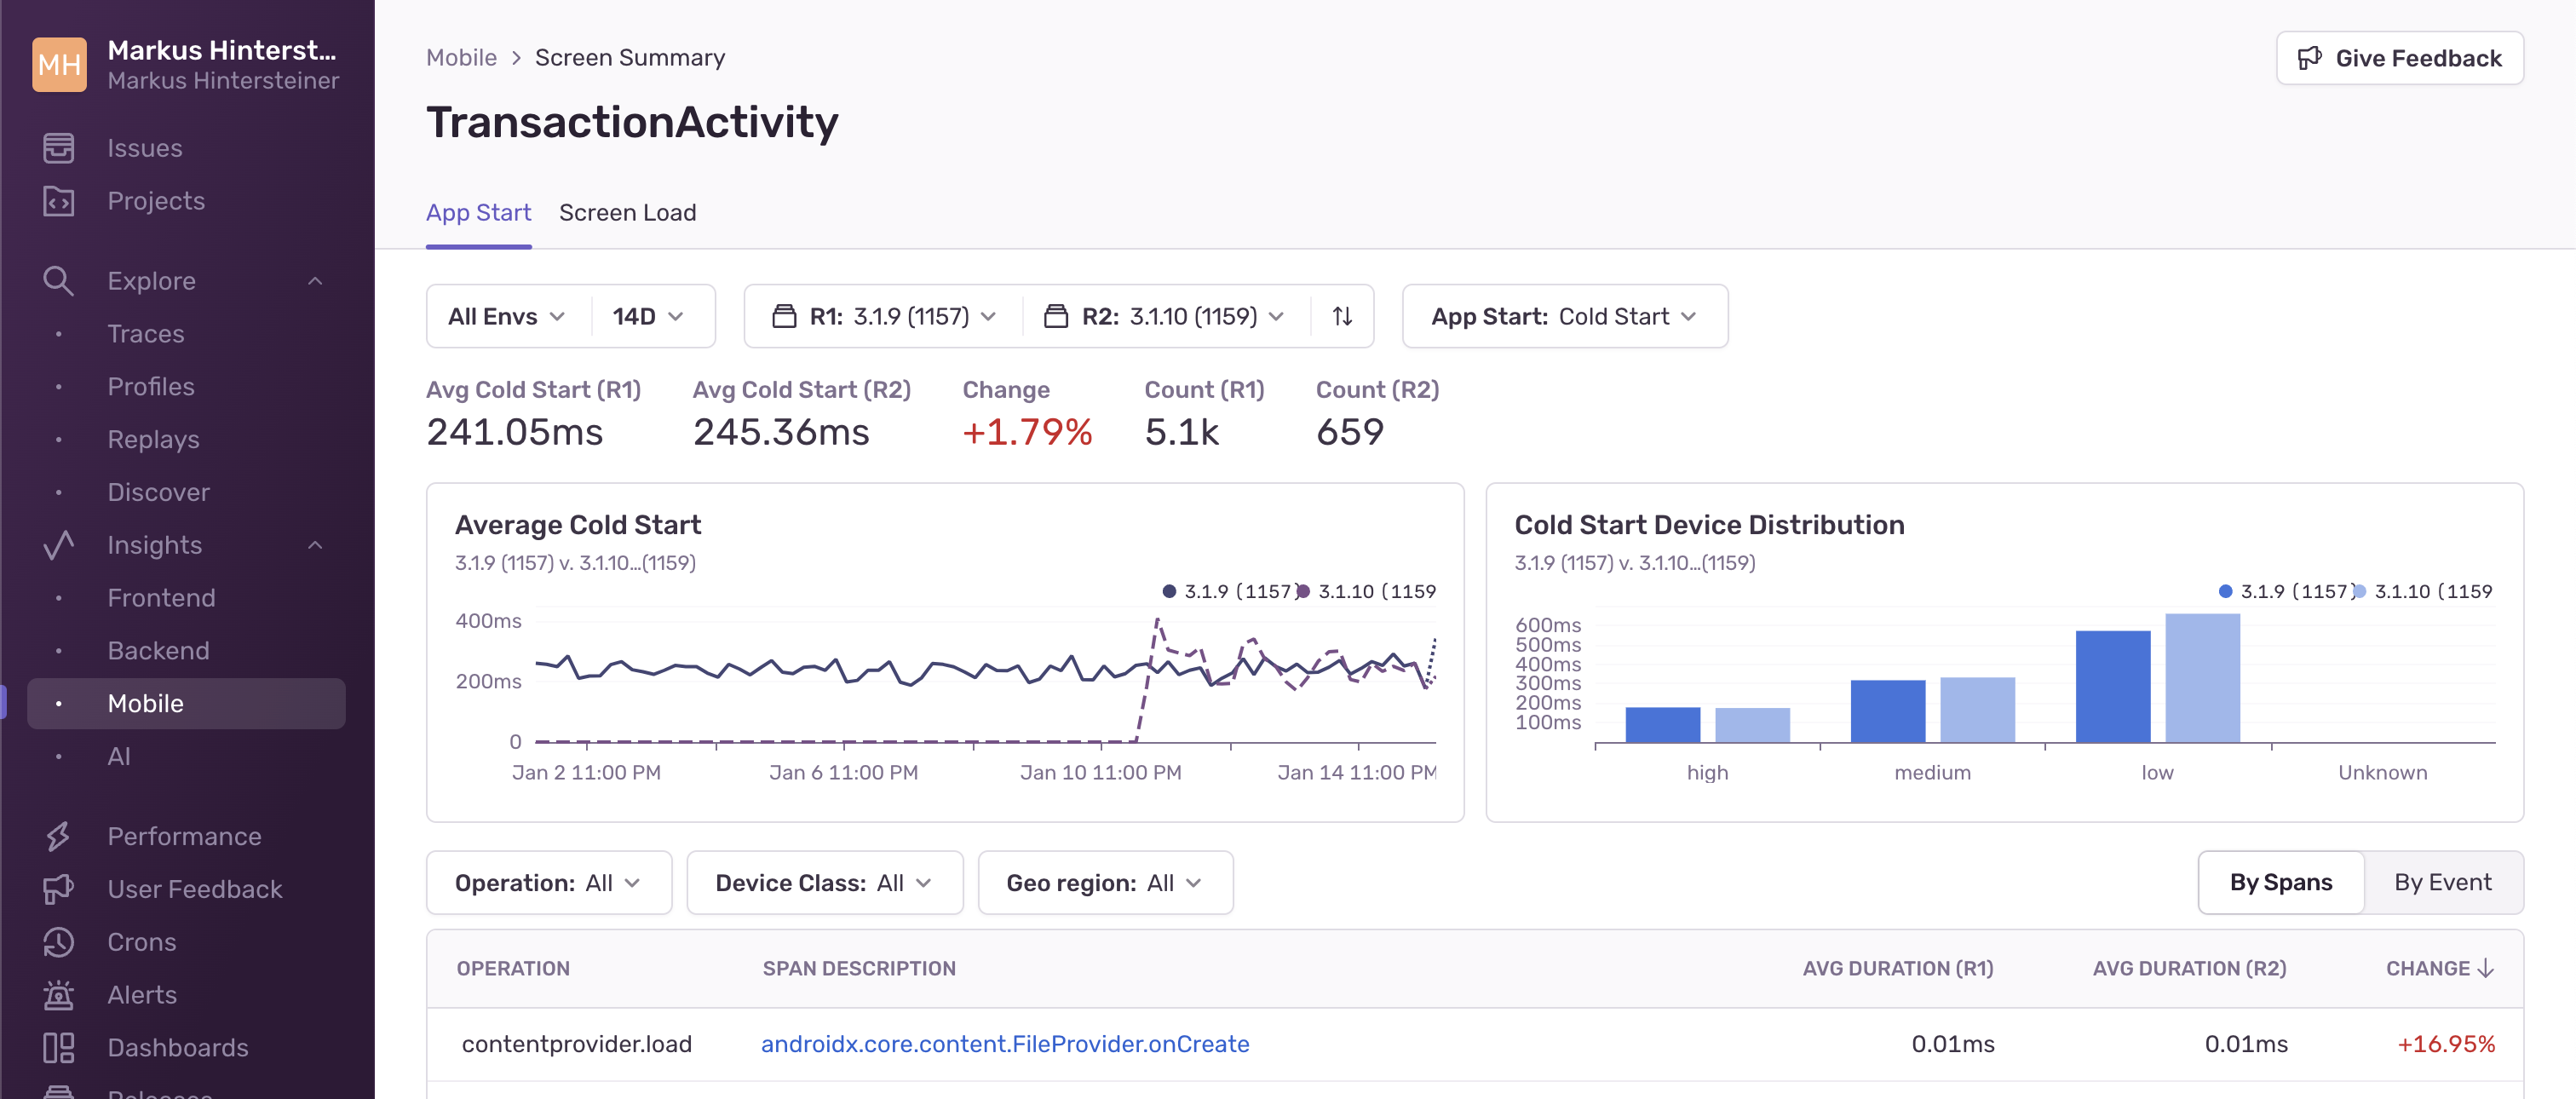 MH
Markus Hinterst...
Markus Hintersteiner
Issues
Projects
Explore
Traces
Profiles
Replays
Discover
Insights
Frontend
Backend
Mobile
AI
Performance
User Feedback
Crons
Alerts
Dashboards
Releases
Mobile > Screen Summary
Give Feedback
TransactionActivity
App Start Screen Load
All Envs 14D R1: 3.1.9 (1157) R2: 3.1.10 (1159) App Start: Cold Start
Avg Cold Start (R1) Avg Cold Start (R2) Change Count (R1) Count (R2)
241.05ms 245.36ms +1.79% 5.1k 659
Average Cold Start
3.1.9 (1157) v. 3.1.10...(1159)
3.1.9 (1157) 3.1.10 (1159
400ms
200ms
0
Jan 2 11:00 PM Jan 6 11:00 PM Jan 10 11:00 PM Jan 14 11:00 PM
Cold Start Device Distribution
3.1.9 (1157) v. 3.1.10...(1159)
3.1.9 (1157) 3.1.10 (1159
600ms
500ms
400ms
300ms
200ms
100ms
high medium low Unknown
Operation: All Device Class: All Geo region: All By Spans By Event
OPERATION SPAN DESCRIPTION AVG DURATION (R1) AVG DURATION (R2) CHANGE
contentprovider.load androidx.core.content.FileProvider.onCreate 0.01ms 0.01ms +16.95%